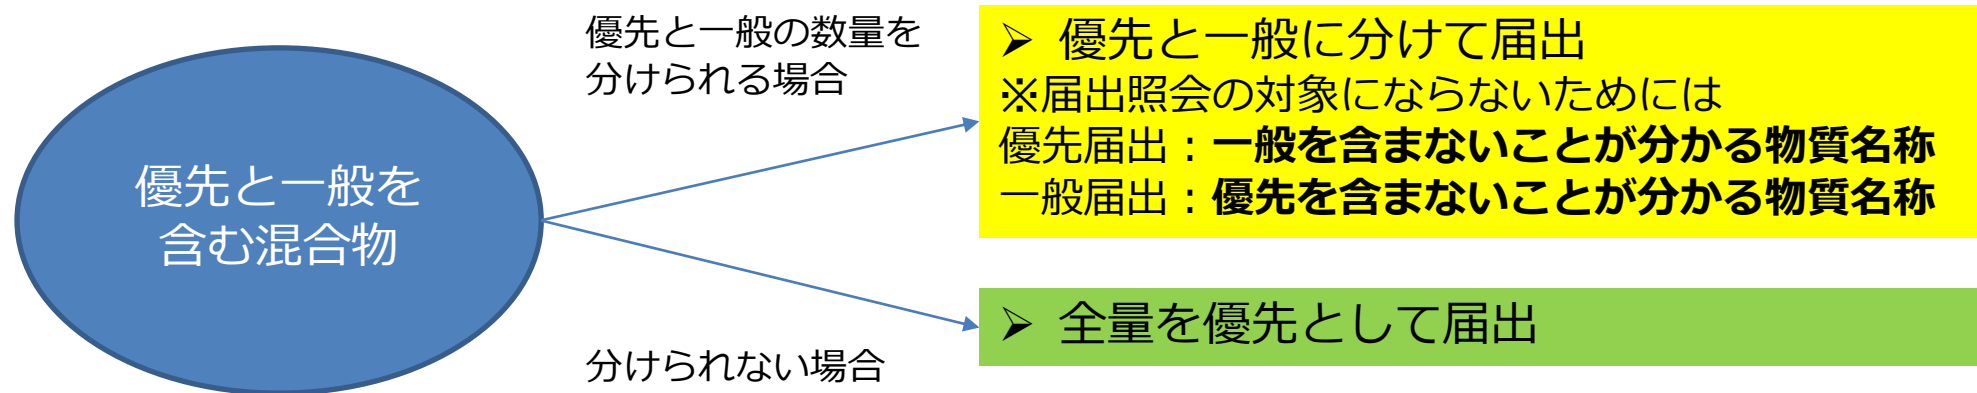 優先と一般を
含む混合物
優先と一般の数量を
分けられる場合
➢ 優先と一般に分けて届出
※届出照会の対象にならないためには
優先届出：一般を含まないことが分かる物質名称
一般届出：優先を含まないことが分かる物質名称
分けられない場合
➢ 全量を優先として届出